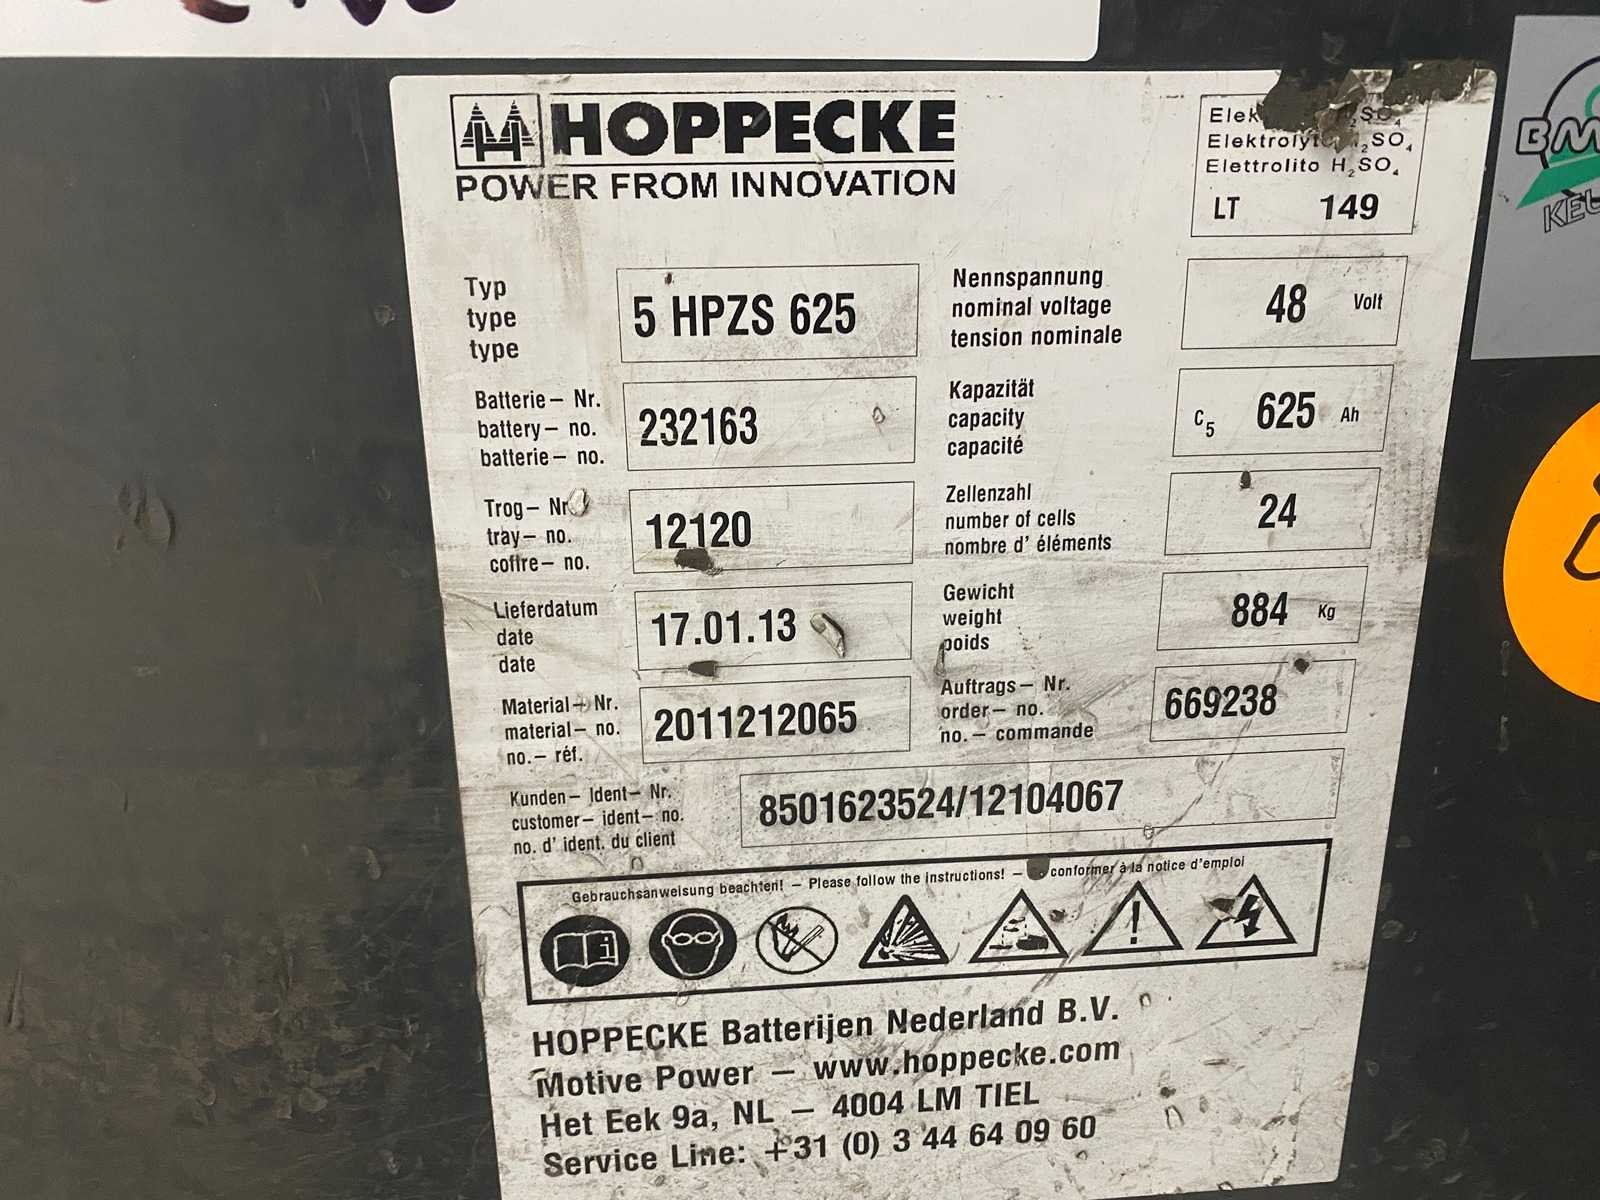 HOPPECKE
POWER FROM INNOVATION
H₂SO₄
Elektrolyte H₂SO₄
Elettrolito H₂SO₄
LT 149
Typ
type
type
5 HPZS 625
Nennspannung
nominal voltage
tension nominale
48 Volt
Batterie– Nr.
battery– no.
batterie– no.
232163
Kapazität
capacity
capacité
C₅ 625 Ah
Trog– Nr
tray– no.
coffre– no.
12120
Zellenzahl
number of cells
nombre d' éléments
24
Lieferdatum
date
date
17.01.13
Gewicht
weight
poids
884 Kg
Material– Nr.
material– no.
no.– réf.
2011212065
Auftrags– Nr.
order– no.
no.– commande
669238
Kunden– Ident– Nr.
customer– ident– no.
no. d' ident. du client
8501623524/12104067
Gebrauchsanweisung beachten! – Please follow the instructions! – conformer à la notice d'emploi
HOPPECKE Batterijen Nederland B.V.
Motive Power – www.hoppecke.com
Het Eek 9a, NL – 4004 LM TIEL
Service Line: +31 (0) 3 44 64 09 60